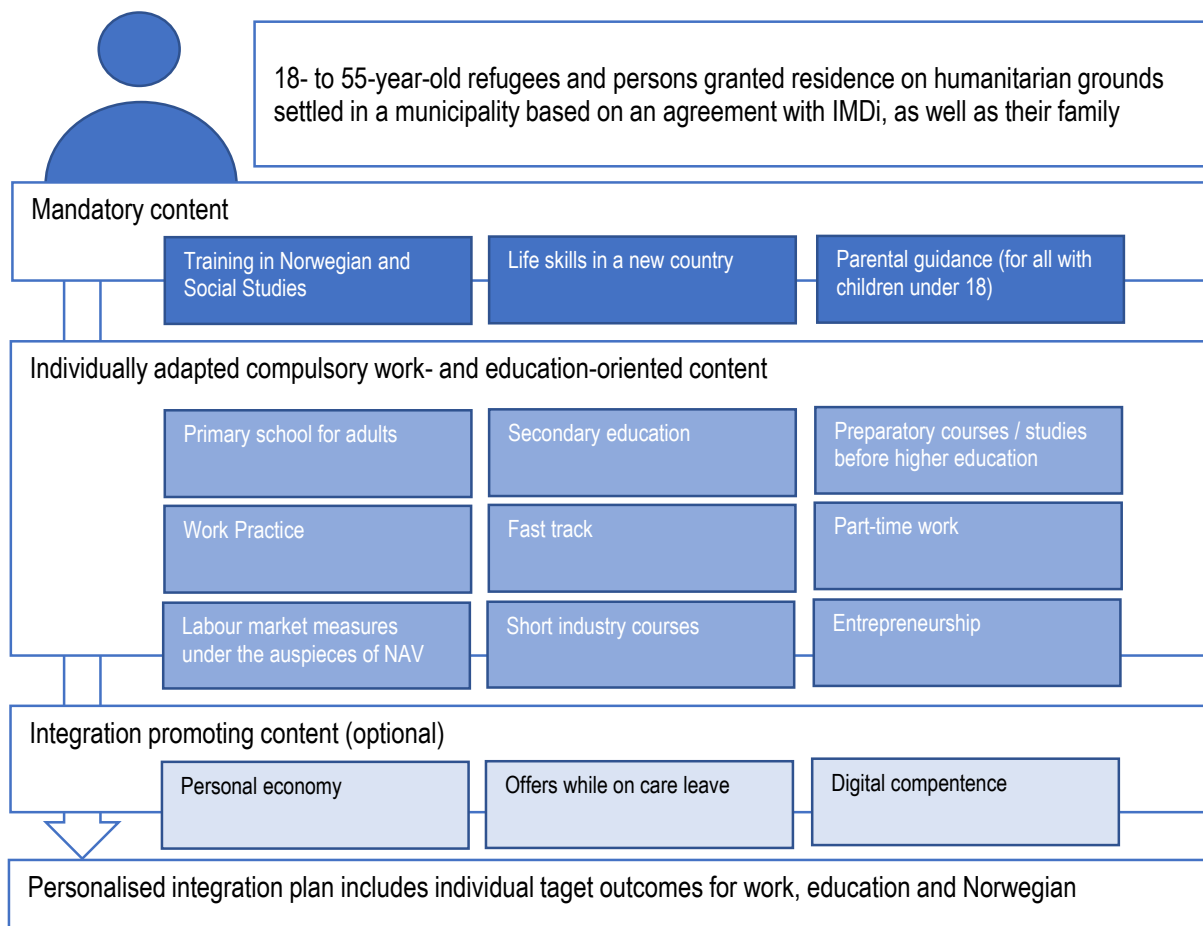 18- to 55-year-old refugees and persons granted residence on humanitarian grounds
settled in a municipality based on an agreement with IMDi, as well as their family
Mandatory content
Training in Norwegian and
Social Studies
Life skills in a new country
Parental guidance (for all with
children under 18)
Individually adapted compulsory work- and education-oriented content
Primary school for adults
Secondary education
Preparatory courses / studies
before higher education
Work Practice
Fast track
Part-time work
Labour market measures
under the auspieces of NAV
Short industry courses
Entrepreneurship
Integration promoting content (optional)
Personal economy
Offers while on care leave
Digital compentence
Personalised integration plan includes individual taget outcomes for work, education and Norwegian